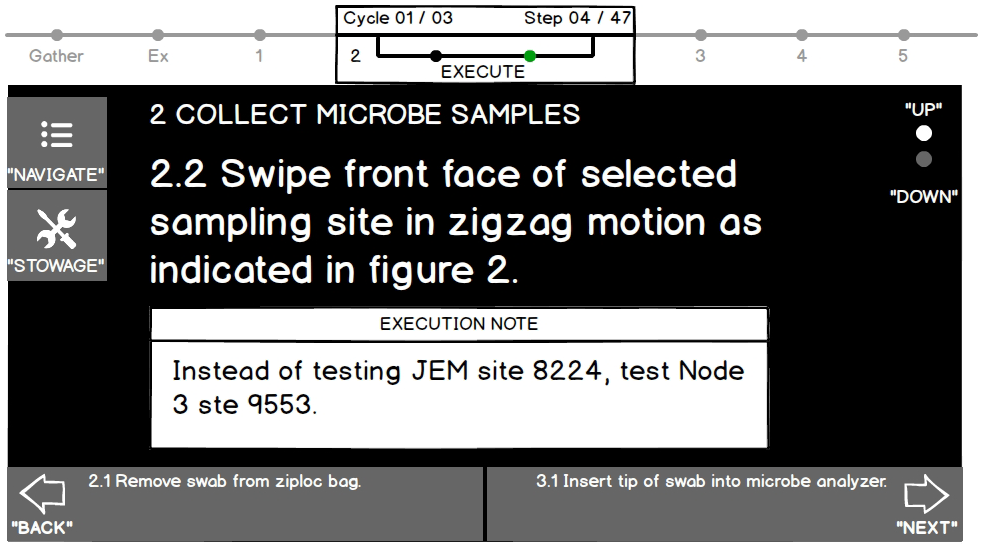 Cycle 01 / 03 Step 04 / 47
Gather Ex 1 2 3 4 5
EXECUTE
"NAVIGATE"
"STOWAGE"
2 COLLECT MICROBE SAMPLES
2.2 Swipe front face of selected
sampling site in zigzag motion as
indicated in figure 2.
"UP"
"DOWN"
EXECUTION NOTE
Instead of testing JEM site 8224, test Node
3 ste 9553.
2.1 Remove swab from ziploc bag.
"BACK"
3.1 Insert tip of swab into microbe analyzer.
"NEXT"